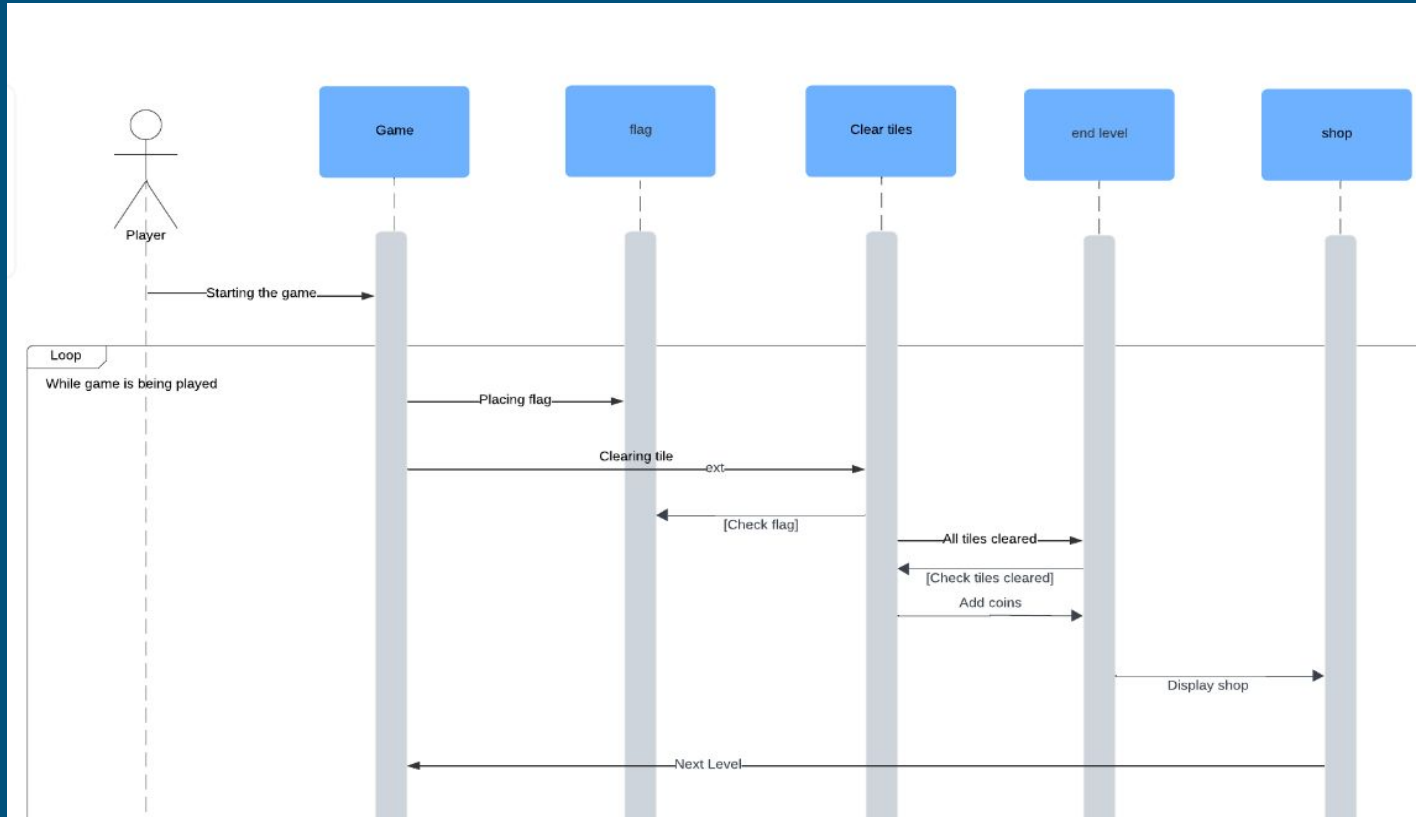 Game
flag
Clear tiles
end level
shop
Player
Starting the game
Loop
While game is being played
Placing flag
Clearing tile
ext
[Check flag]
All tiles cleared
[Check tiles cleared]
Add coins
Display shop
Next Level